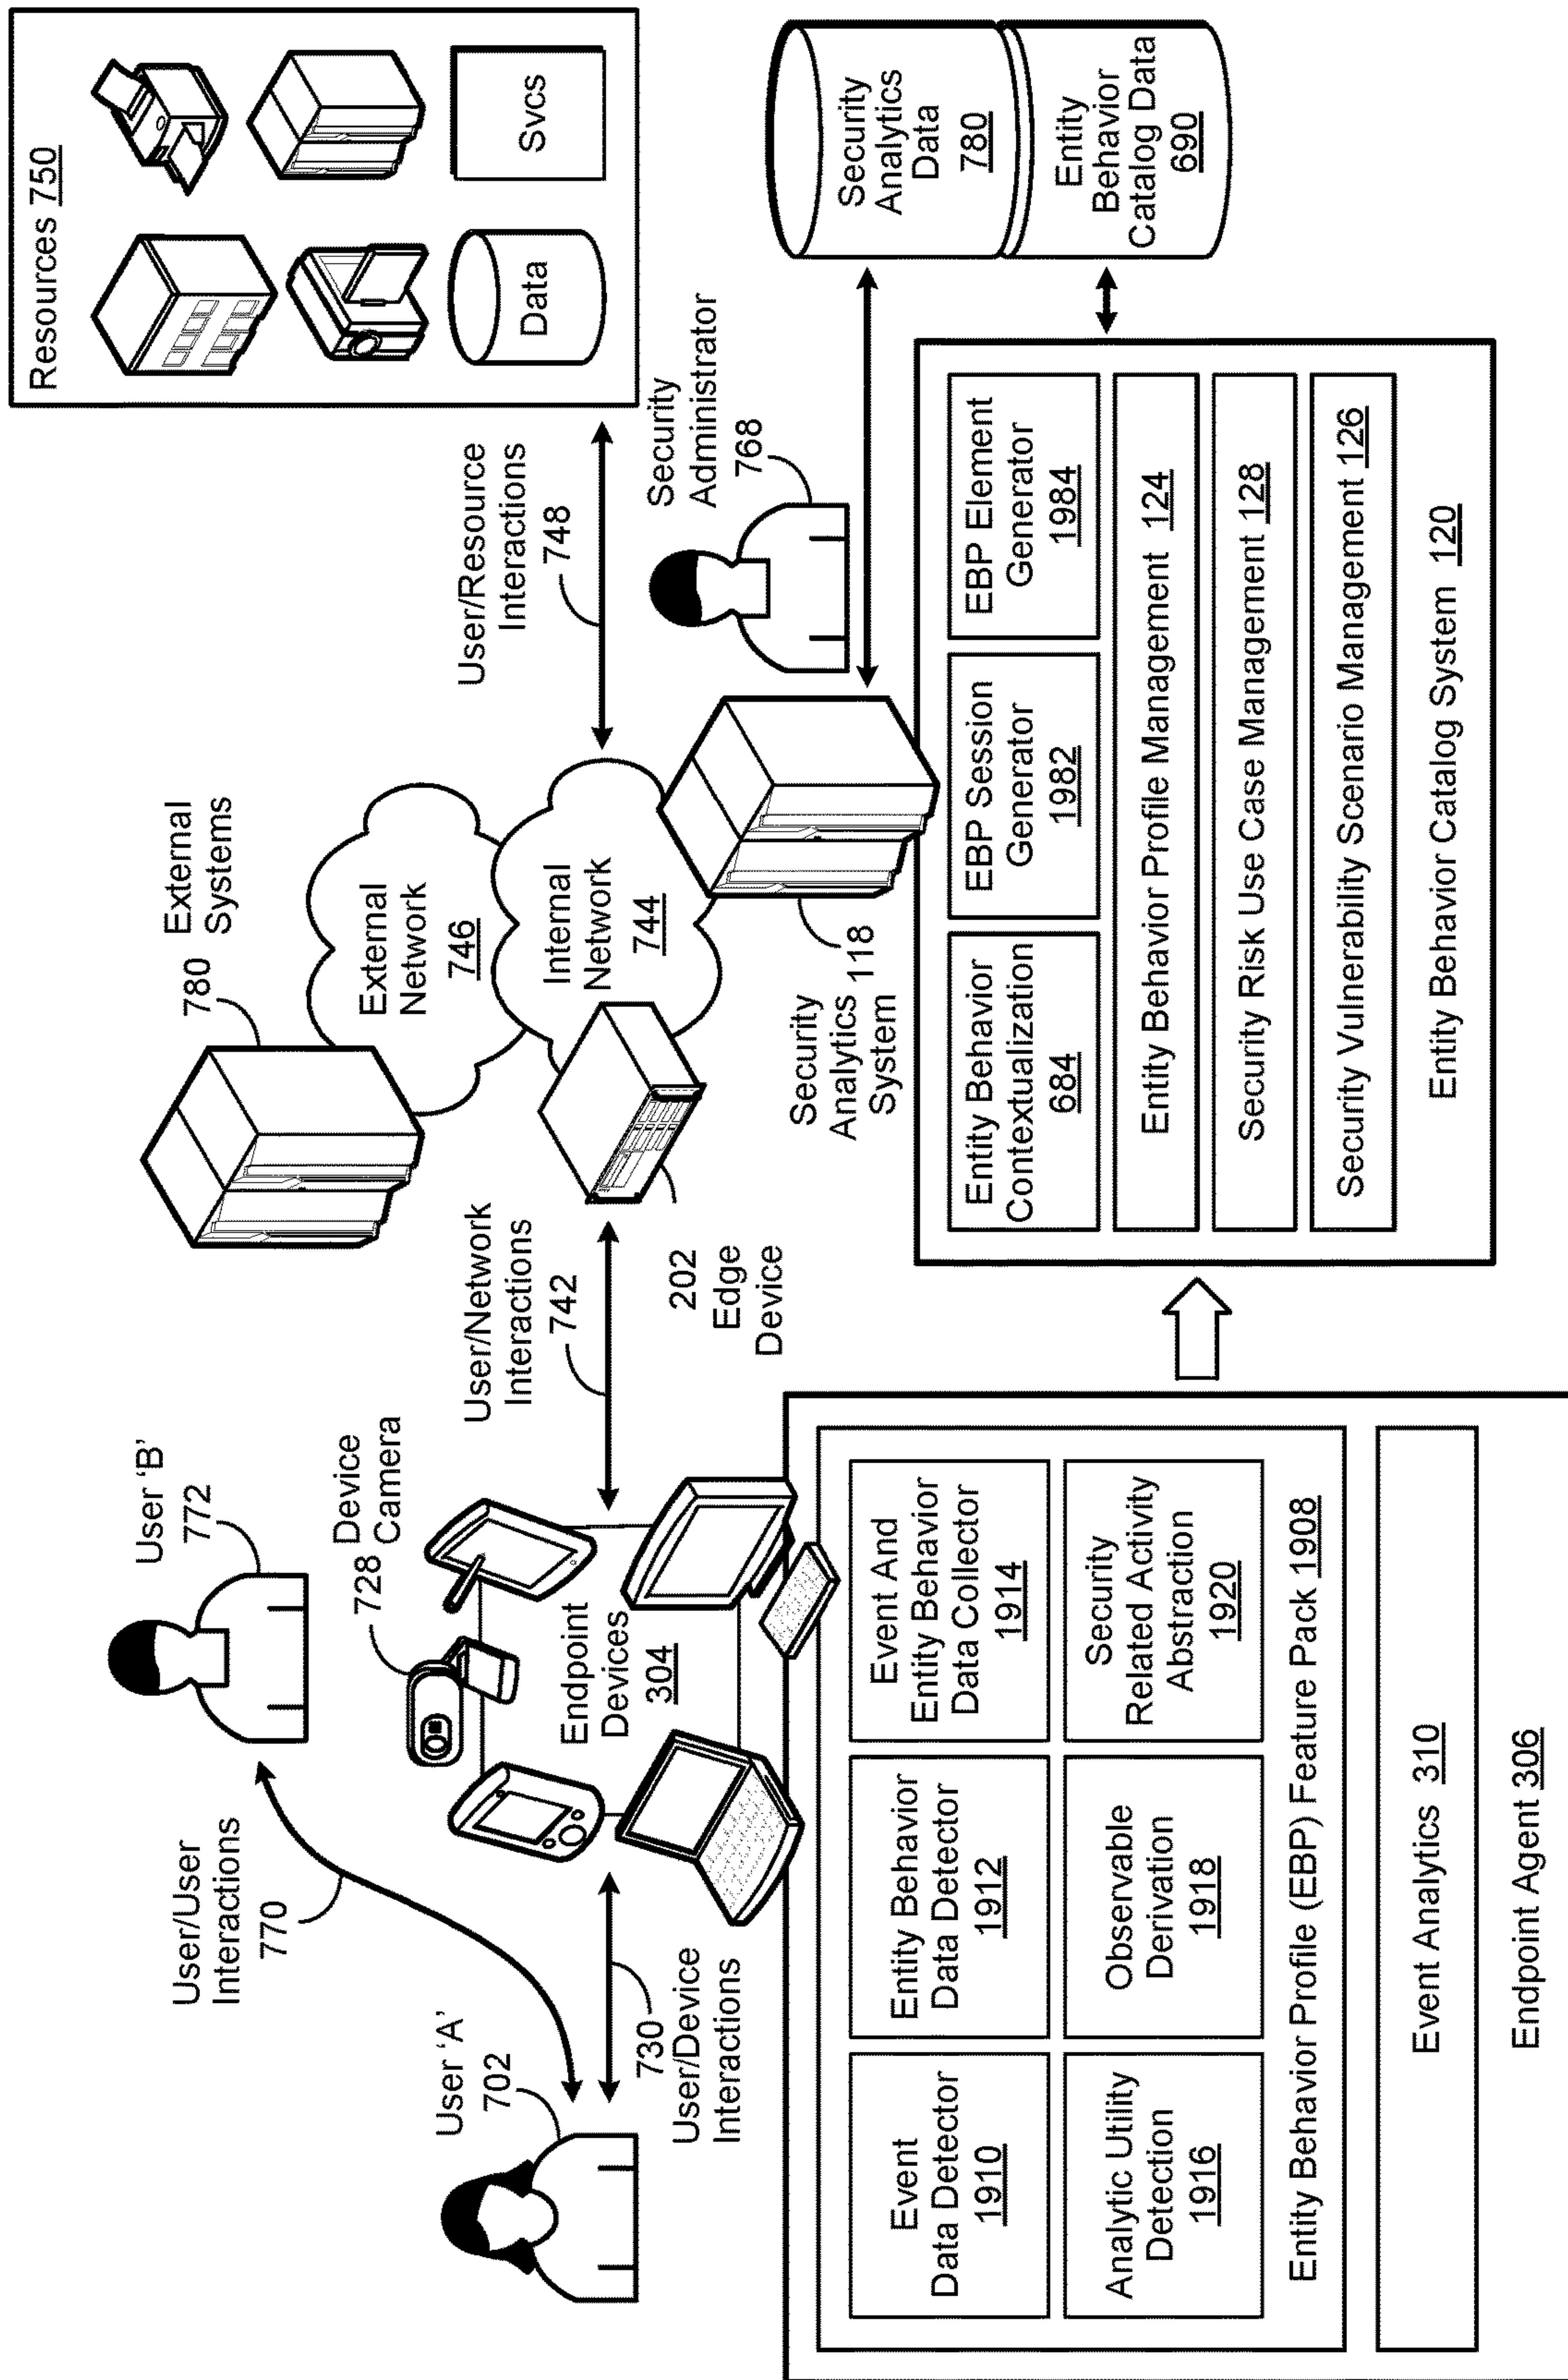 User 'A'
702
User/User
Interactions
770
User 'B'
772
730
User/Device
Interactions
728
Device
Camera
Endpoint
Devices
304
User/Network
Interactions
742
202
Edge
Device
780
External
Systems
External
Network
746
Internal
Network
744
Security
Analytics 118
System
User/Resource
Interactions
748
Security
Administrator
768
Resources 750
Data
Svcs
Security
Analytics
Data
780
Entity
Behavior
Catalog Data
690
Event
Data Detector
1910
Entity Behavior
Data Detector
1912
Event And
Entity Behavior
Data Collector
1914
Analytic Utility
Detection
1916
Observable
Derivation
1918
Security
Related Activity
Abstraction
1920
Entity Behavior Profile (EBP) Feature Pack 1908
Event Analytics 310
Endpoint Agent 306
Entity Behavior
Contextualization
684
EBP Session
Generator
1982
EBP Element
Generator
1984
Entity Behavior Profile Management 124
Security Risk Use Case Management 128
Security Vulnerability Scenario Management 126
Entity Behavior Catalog System 120